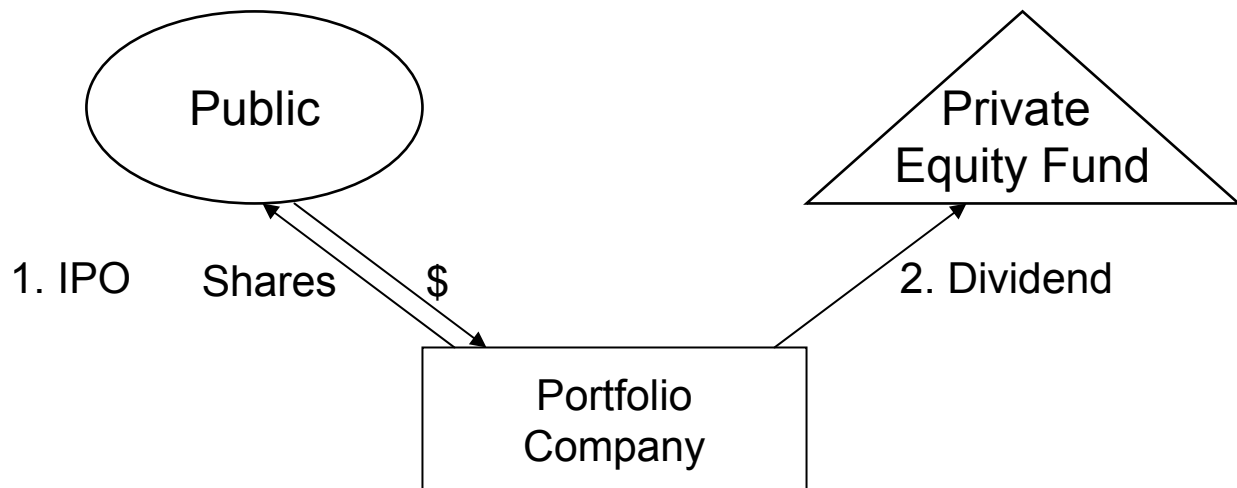 Public
Private
Equity Fund
1. IPO
Shares
$
2. Dividend
Portfolio
Company